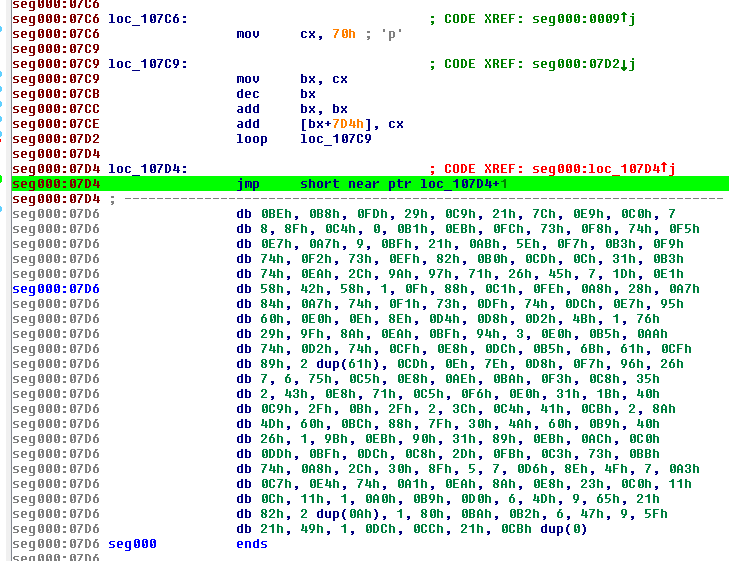 seg000:07C6
seg000:07C6 loc_107C6: ; CODE XREF: seg000:0009↑j
seg000:07C6 mov cx, 70h ; 'p'
seg000:07C9
seg000:07C9 loc_107C9: ; CODE XREF: seg000:07D2↓j
seg000:07C9 mov bx, cx
seg000:07CB dec bx
seg000:07CC add bx, bx
seg000:07CE add [bx+7D4h], cx
seg000:07D2 loop loc_107C9
seg000:07D4
seg000:07D4 loc_107D4: ; CODE XREF: seg000:loc_107D4↑j
seg000:07D4 jmp short near ptr loc_107D4+1
seg000:07D4 ; ---------------------------------------------------------------------------
seg000:07D6 db 0BEh, 0B8h, 0FDh, 29h, 0C9h, 21h, 7Ch, 0E9h, 0C0h, 7
seg000:07D6 db 8, 8Fh, 0C4h, 0, 0B1h, 0EBh, 0FCh, 73h, 0F8h, 74h, 0F5h
seg000:07D6 db 0E7h, 0A7h, 9, 0BFh, 21h, 0ABh, 5Eh, 0F7h, 0B3h, 0F9h
seg000:07D6 db 74h, 0F2h, 73h, 0EFh, 82h, 0B0h, 0CDh, 0Ch, 31h, 0B3h
seg000:07D6 db 74h, 0EAh, 2Ch, 9Ah, 97h, 71h, 26h, 45h, 7, 1Dh, 0E1h
seg000:07D6 db 58h, 42h, 58h, 1, 0Fh, 88h, 0C1h, 0FEh, 0A8h, 28h, 0A7h
seg000:07D6 db 84h, 0A7h, 74h, 0F1h, 73h, 0DFh, 74h, 0DCh, 0E7h, 95h
seg000:07D6 db 60h, 0E0h, 0Eh, 8Eh, 0D4h, 0D8h, 0D2h, 4Bh, 1, 76h
seg000:07D6 db 29h, 9Fh, 8Ah, 0EAh, 0BFh, 94h, 3, 0E0h, 0B5h, 0AAh
seg000:07D6 db 74h, 0D2h, 74h, 0CFh, 0E8h, 0DCh, 0B5h, 6Bh, 61h, 0CFh
seg000:07D6 db 89h, 2 dup(61h), 0CDh, 0Eh, 7Eh, 0D8h, 0F7h, 96h, 26h
seg000:07D6 db 7, 6, 75h, 0C5h, 0E8h, 0AEh, 0BAh, 0F3h, 0C8h, 35h
seg000:07D6 db 2, 43h, 0E8h, 71h, 0C5h, 0F6h, 0E0h, 31h, 1Bh, 40h
seg000:07D6 db 0C9h, 2Fh, 0Bh, 2Fh, 2, 3Ch, 0C4h, 41h, 0CBh, 2, 8Ah
seg000:07D6 db 4Dh, 60h, 0BCh, 88h, 7Fh, 30h, 4Ah, 60h, 0B9h, 40h
seg000:07D6 db 26h, 1, 9Bh, 0EBh, 90h, 31h, 89h, 0EBh, 0ACh, 0C0h
seg000:07D6 db 0DDh, 0BFh, 0DCh, 0C8h, 2Dh, 0FBh, 0C3h, 73h, 0BBh
seg000:07D6 db 74h, 0A8h, 2Ch, 30h, 8Fh, 5, 7, 0D6h, 8Eh, 4Fh, 7, 0A3h
seg000:07D6 db 0C7h, 0E4h, 74h, 0A1h, 0EAh, 8Ah, 0E8h, 23h, 0C0h, 11h
seg000:07D6 db 0Ch, 11h, 1, 0A0h, 0B9h, 0D0h, 6, 4Dh, 9, 65h, 21h
seg000:07D6 db 82h, 2 dup(0Ah), 1, 80h, 0BAh, 0B2h, 6, 47h, 9, 5Fh
seg000:07D6 db 21h, 49h, 1, 0DCh, 0CCh, 21h, 0CBh dup(0)
seg000:07D6 seg000 ends
seg000:07D6